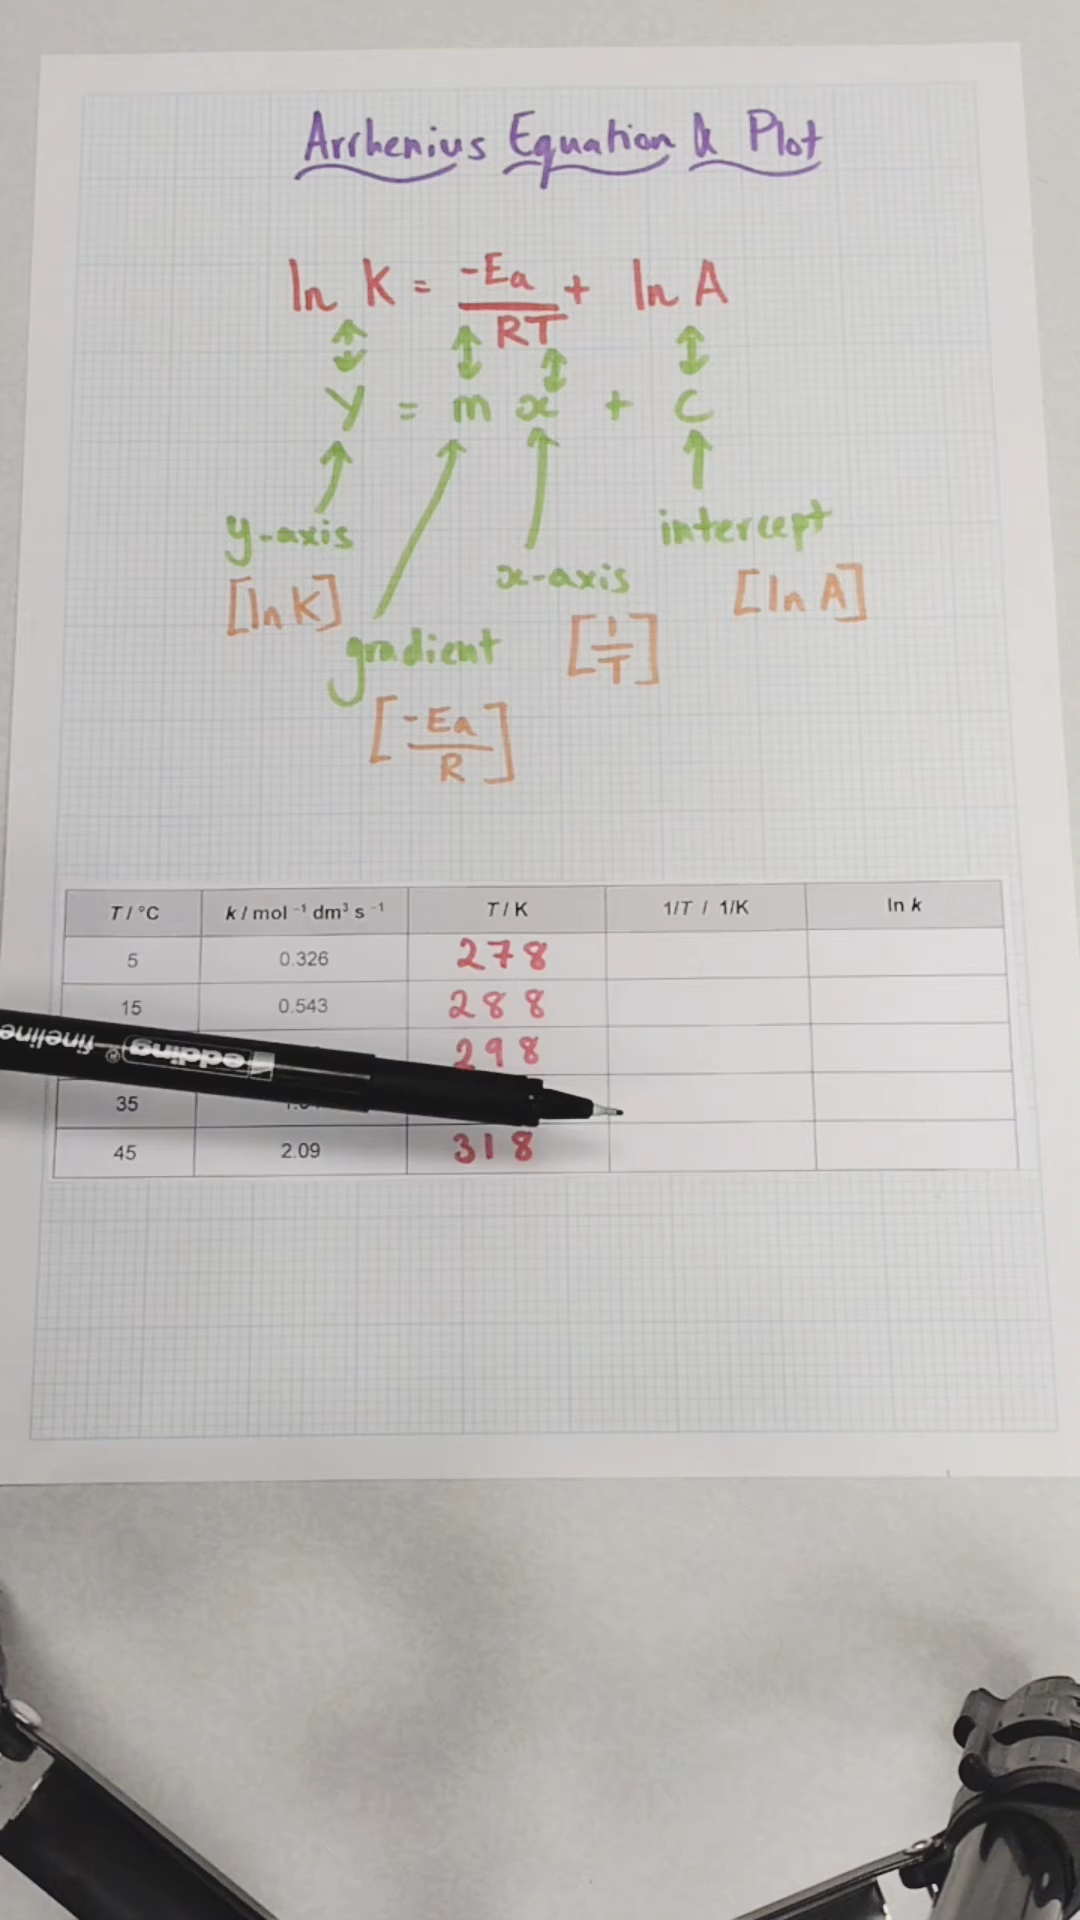 Arrhenius Equation & Plot
ln K = -Ea/RT + ln A
y = m x + c
y-axis
[ln K]
gradient
[-Ea/R]
x-axis
[1/T]
intercept
[ln A]
T / °C k / mol⁻¹ dm³ s⁻¹ T / K 1/T / 1/K ln k
5 0.326 278
15 0.543 288
298
35
45 2.09 318
edding fineline